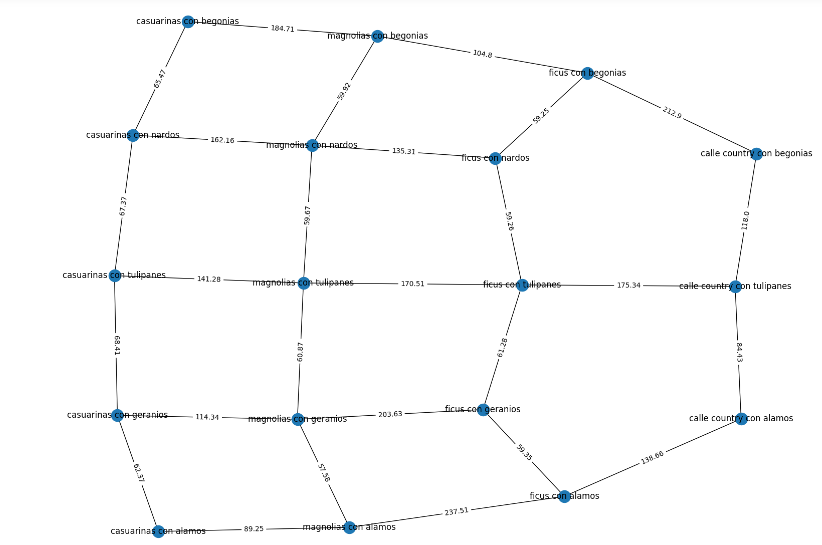 casuarinas con begonias
184.71
magnolias con begonias
104.8
ficus con begonias
65.47
59.92
59.25
212.9
casuarinas con nardos
162.16
magnolias con nardos
135.31
ficus con nardos
calle country con begonias
67.37
59.67
59.26
118.0
casuarinas con tulipanes
141.28
magnolias con tulipanes
170.51
ficus con tulipanes
175.34
calle country con tulipanes
68.41
60.87
61.28
84.43
casuarinas con geranios
114.34
magnolias con geranios
203.63
ficus con geranios
calle country con alamos
62.37
57.58
59.35
138.66
casuarinas con alamos
89.25
magnolias con alamos
237.51
ficus con alamos